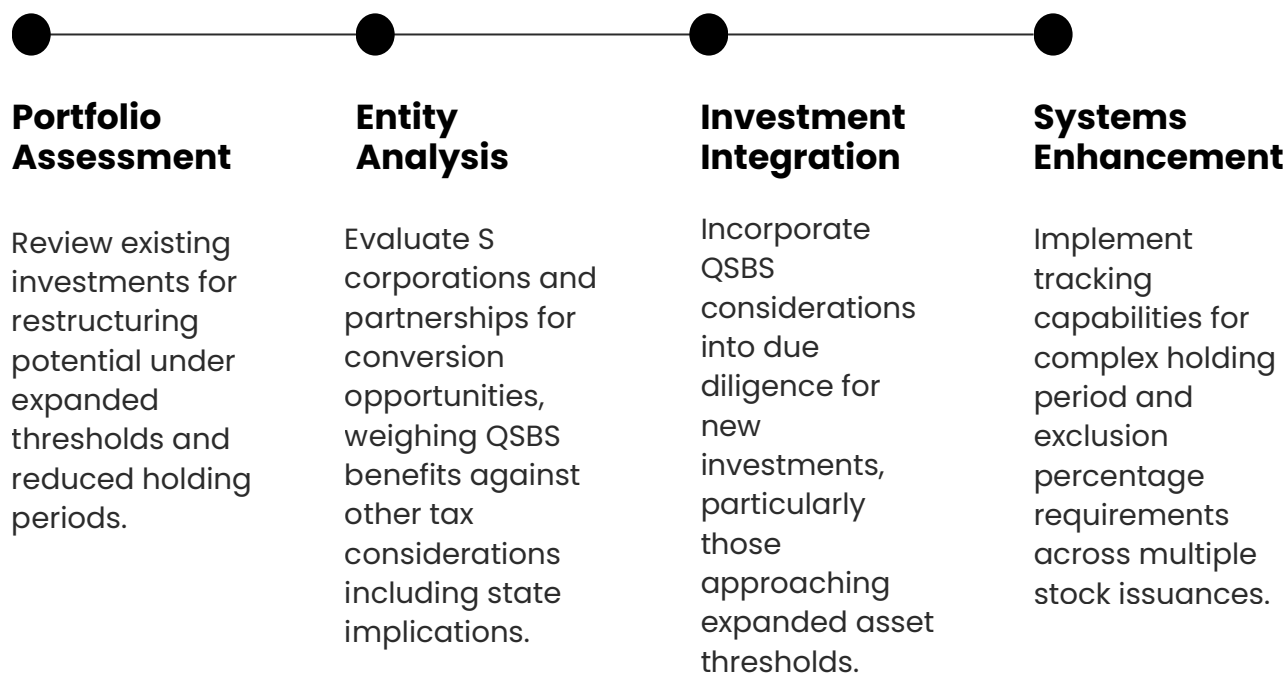 Portfolio
Assessment
Review existing
investments for
restructuring
potential under
expanded
thresholds and
reduced holding
periods.
Entity
Analysis
Evaluate S
corporations and
partnerships for
conversion
opportunities,
weighing QSBS
benefits against
other tax
considerations
including state
implications.
Investment
Integration
Incorporate
QSBS
considerations
into due
diligence for
new
investments,
particularly
those
approaching
expanded asset
thresholds.
Systems
Enhancement
Implement
tracking
capabilities for
complex holding
period and
exclusion
percentage
requirements
across multiple
stock issuances.